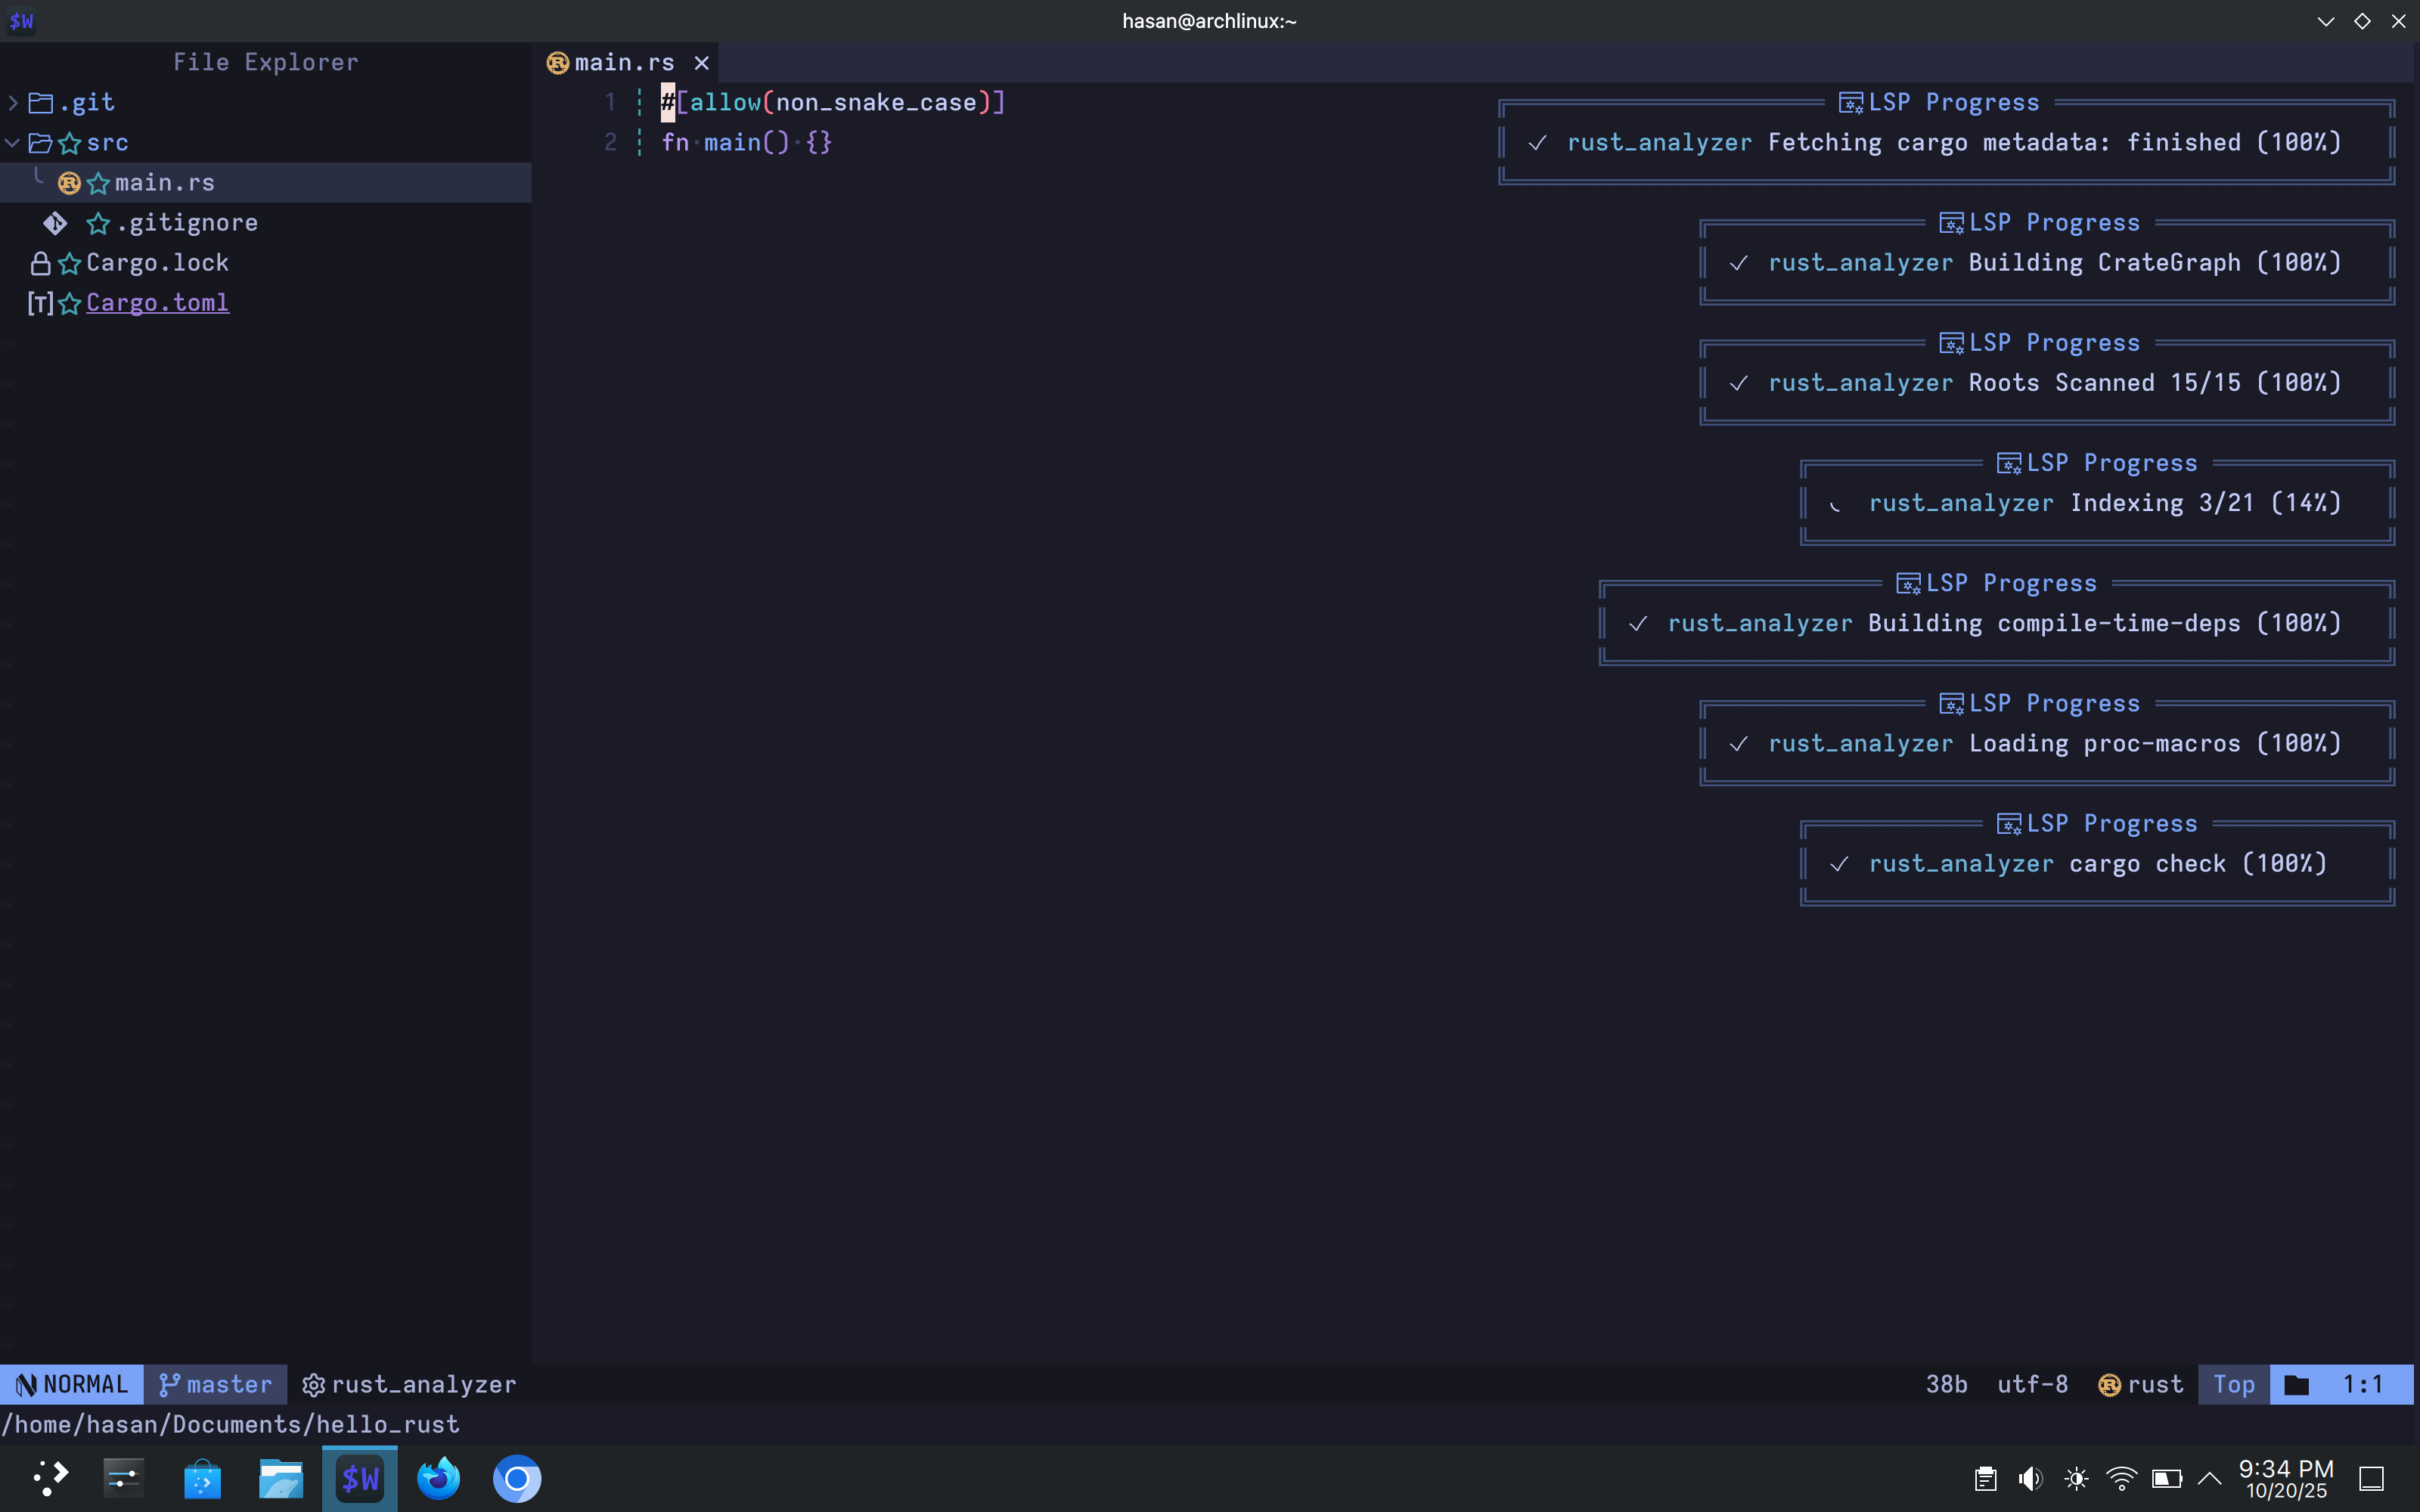 $W hasan@archlinux:~
File Explorer
.git
src
main.rs
.gitignore
Cargo.lock
[T] Cargo.toml
main.rs
1 #[allow(non_snake_case)]
2 fn main() {}
LSP Progress
✓ rust_analyzer Fetching cargo metadata: finished (100%)
LSP Progress
✓ rust_analyzer Building CrateGraph (100%)
LSP Progress
✓ rust_analyzer Roots Scanned 15/15 (100%)
LSP Progress
rust_analyzer Indexing 3/21 (14%)
LSP Progress
✓ rust_analyzer Building compile-time-deps (100%)
LSP Progress
✓ rust_analyzer Loading proc-macros (100%)
LSP Progress
✓ rust_analyzer cargo check (100%)
NORMAL master rust_analyzer 38b utf-8 rust Top 1:1
/home/hasan/Documents/hello_rust
$W
9:34 PM
10/20/25